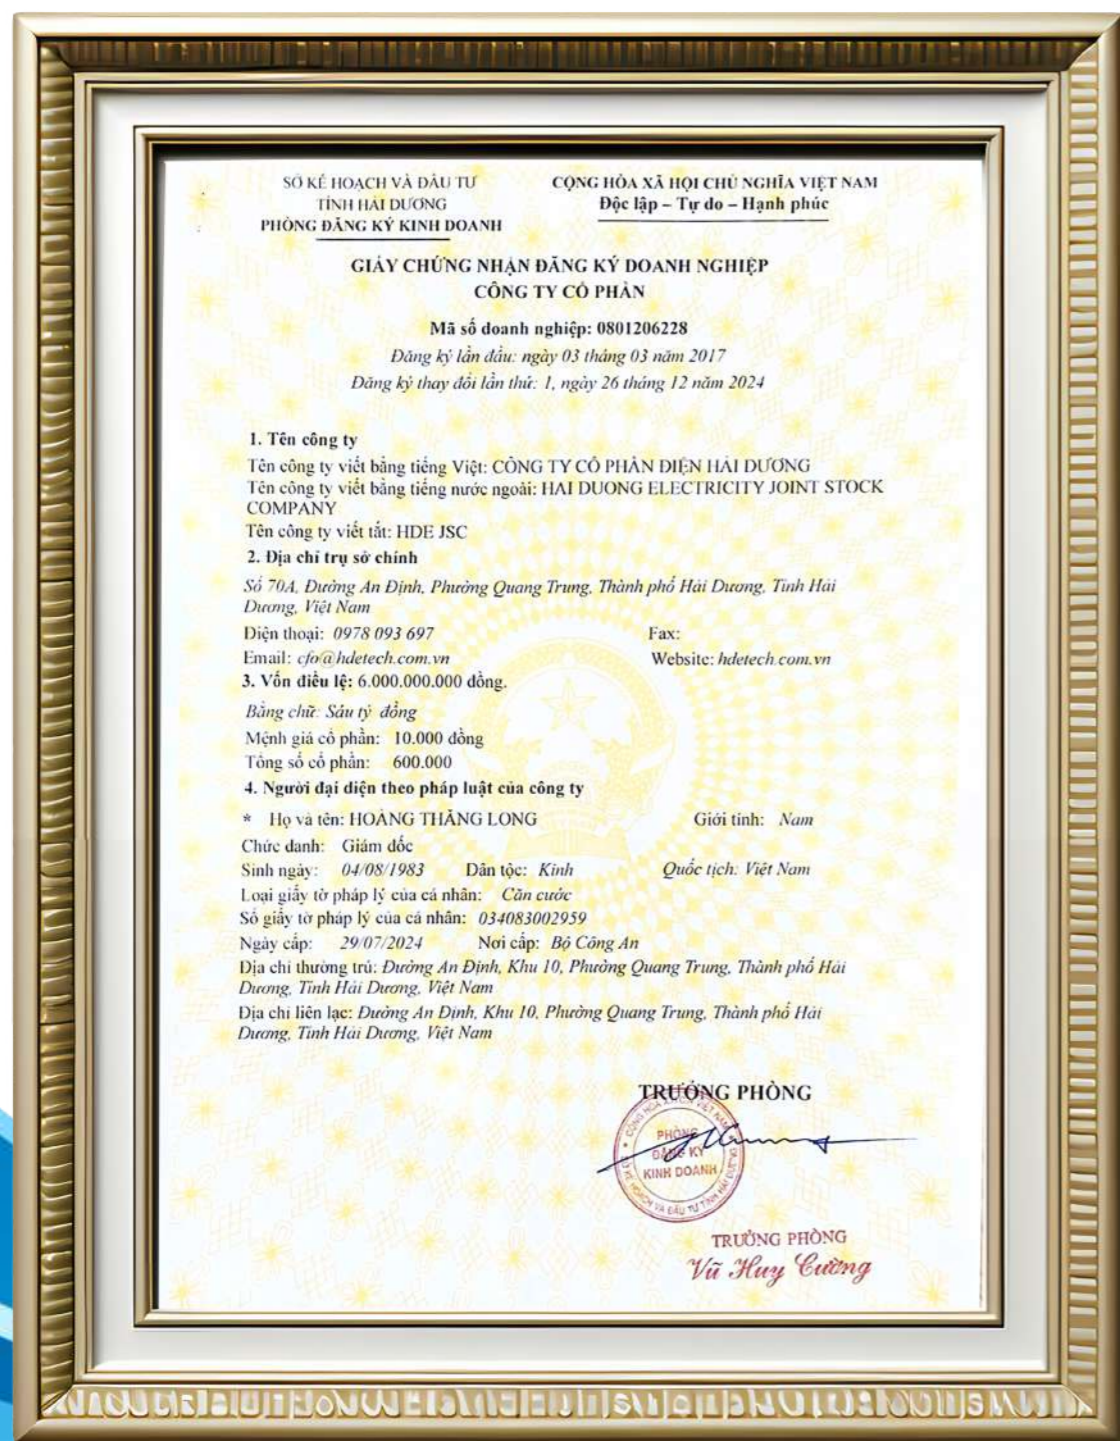 SỞ KẾ HOẠCH VÀ ĐẦU TƯ
TỈNH HẢI DƯƠNG
PHÒNG ĐĂNG KÝ KINH DOANH
CỘNG HÒA XÃ HỘI CHỦ NGHĨA VIỆT NAM
Độc lập – Tự do – Hạnh phúc
GIẤY CHỨNG NHẬN ĐĂNG KÝ DOANH NGHIỆP
CÔNG TY CỔ PHẦN
Mã số doanh nghiệp: 0801206228
Đăng ký lần đầu: ngày 03 tháng 03 năm 2017
Đăng ký thay đổi lần thứ: 1, ngày 26 tháng 12 năm 2024
1. Tên công ty
Tên công ty viết bằng tiếng Việt: CÔNG TY CỔ PHẦN ĐIỆN HẢI DƯƠNG
Tên công ty viết bằng tiếng nước ngoài: HAI DUONG ELECTRICITY JOINT STOCK
COMPANY
Tên công ty viết tắt: HDE JSC
2. Địa chỉ trụ sở chính
Số 70A, Đường An Định, Phường Quang Trung, Thành phố Hải Dương, Tỉnh Hải
Dương, Việt Nam
Điện thoại: 0978 093 697 Fax:
Email: cfo@hdetech.com.vn Website: hdetech.com.vn
3. Vốn điều lệ: 6.000.000.000 đồng.
Bằng chữ: Sáu tỷ đồng
Mệnh giá cổ phần: 10.000 đồng
Tổng số cổ phần: 600.000
4. Người đại diện theo pháp luật của công ty
* Họ và tên: HOÀNG THĂNG LONG Giới tính: Nam
Chức danh: Giám đốc
Sinh ngày: 04/08/1983 Dân tộc: Kinh Quốc tịch: Việt Nam
Loại giấy tờ pháp lý của cá nhân: Căn cước
Số giấy tờ pháp lý của cá nhân: 034083002959
Ngày cấp: 29/07/2024 Nơi cấp: Bộ Công An
Địa chỉ thường trú: Đường An Định, Khu 10, Phường Quang Trung, Thành phố Hải
Dương, Tỉnh Hải Dương, Việt Nam
Địa chỉ liên lạc: Đường An Định, Khu 10, Phường Quang Trung, Thành phố Hải
Dương, Tỉnh Hải Dương, Việt Nam
TRƯỞNG PHÒNG
PHÒNG
ĐĂNG KÝ
KINH DOANH
TRƯỞNG PHÒNG
Vũ Huy Cường